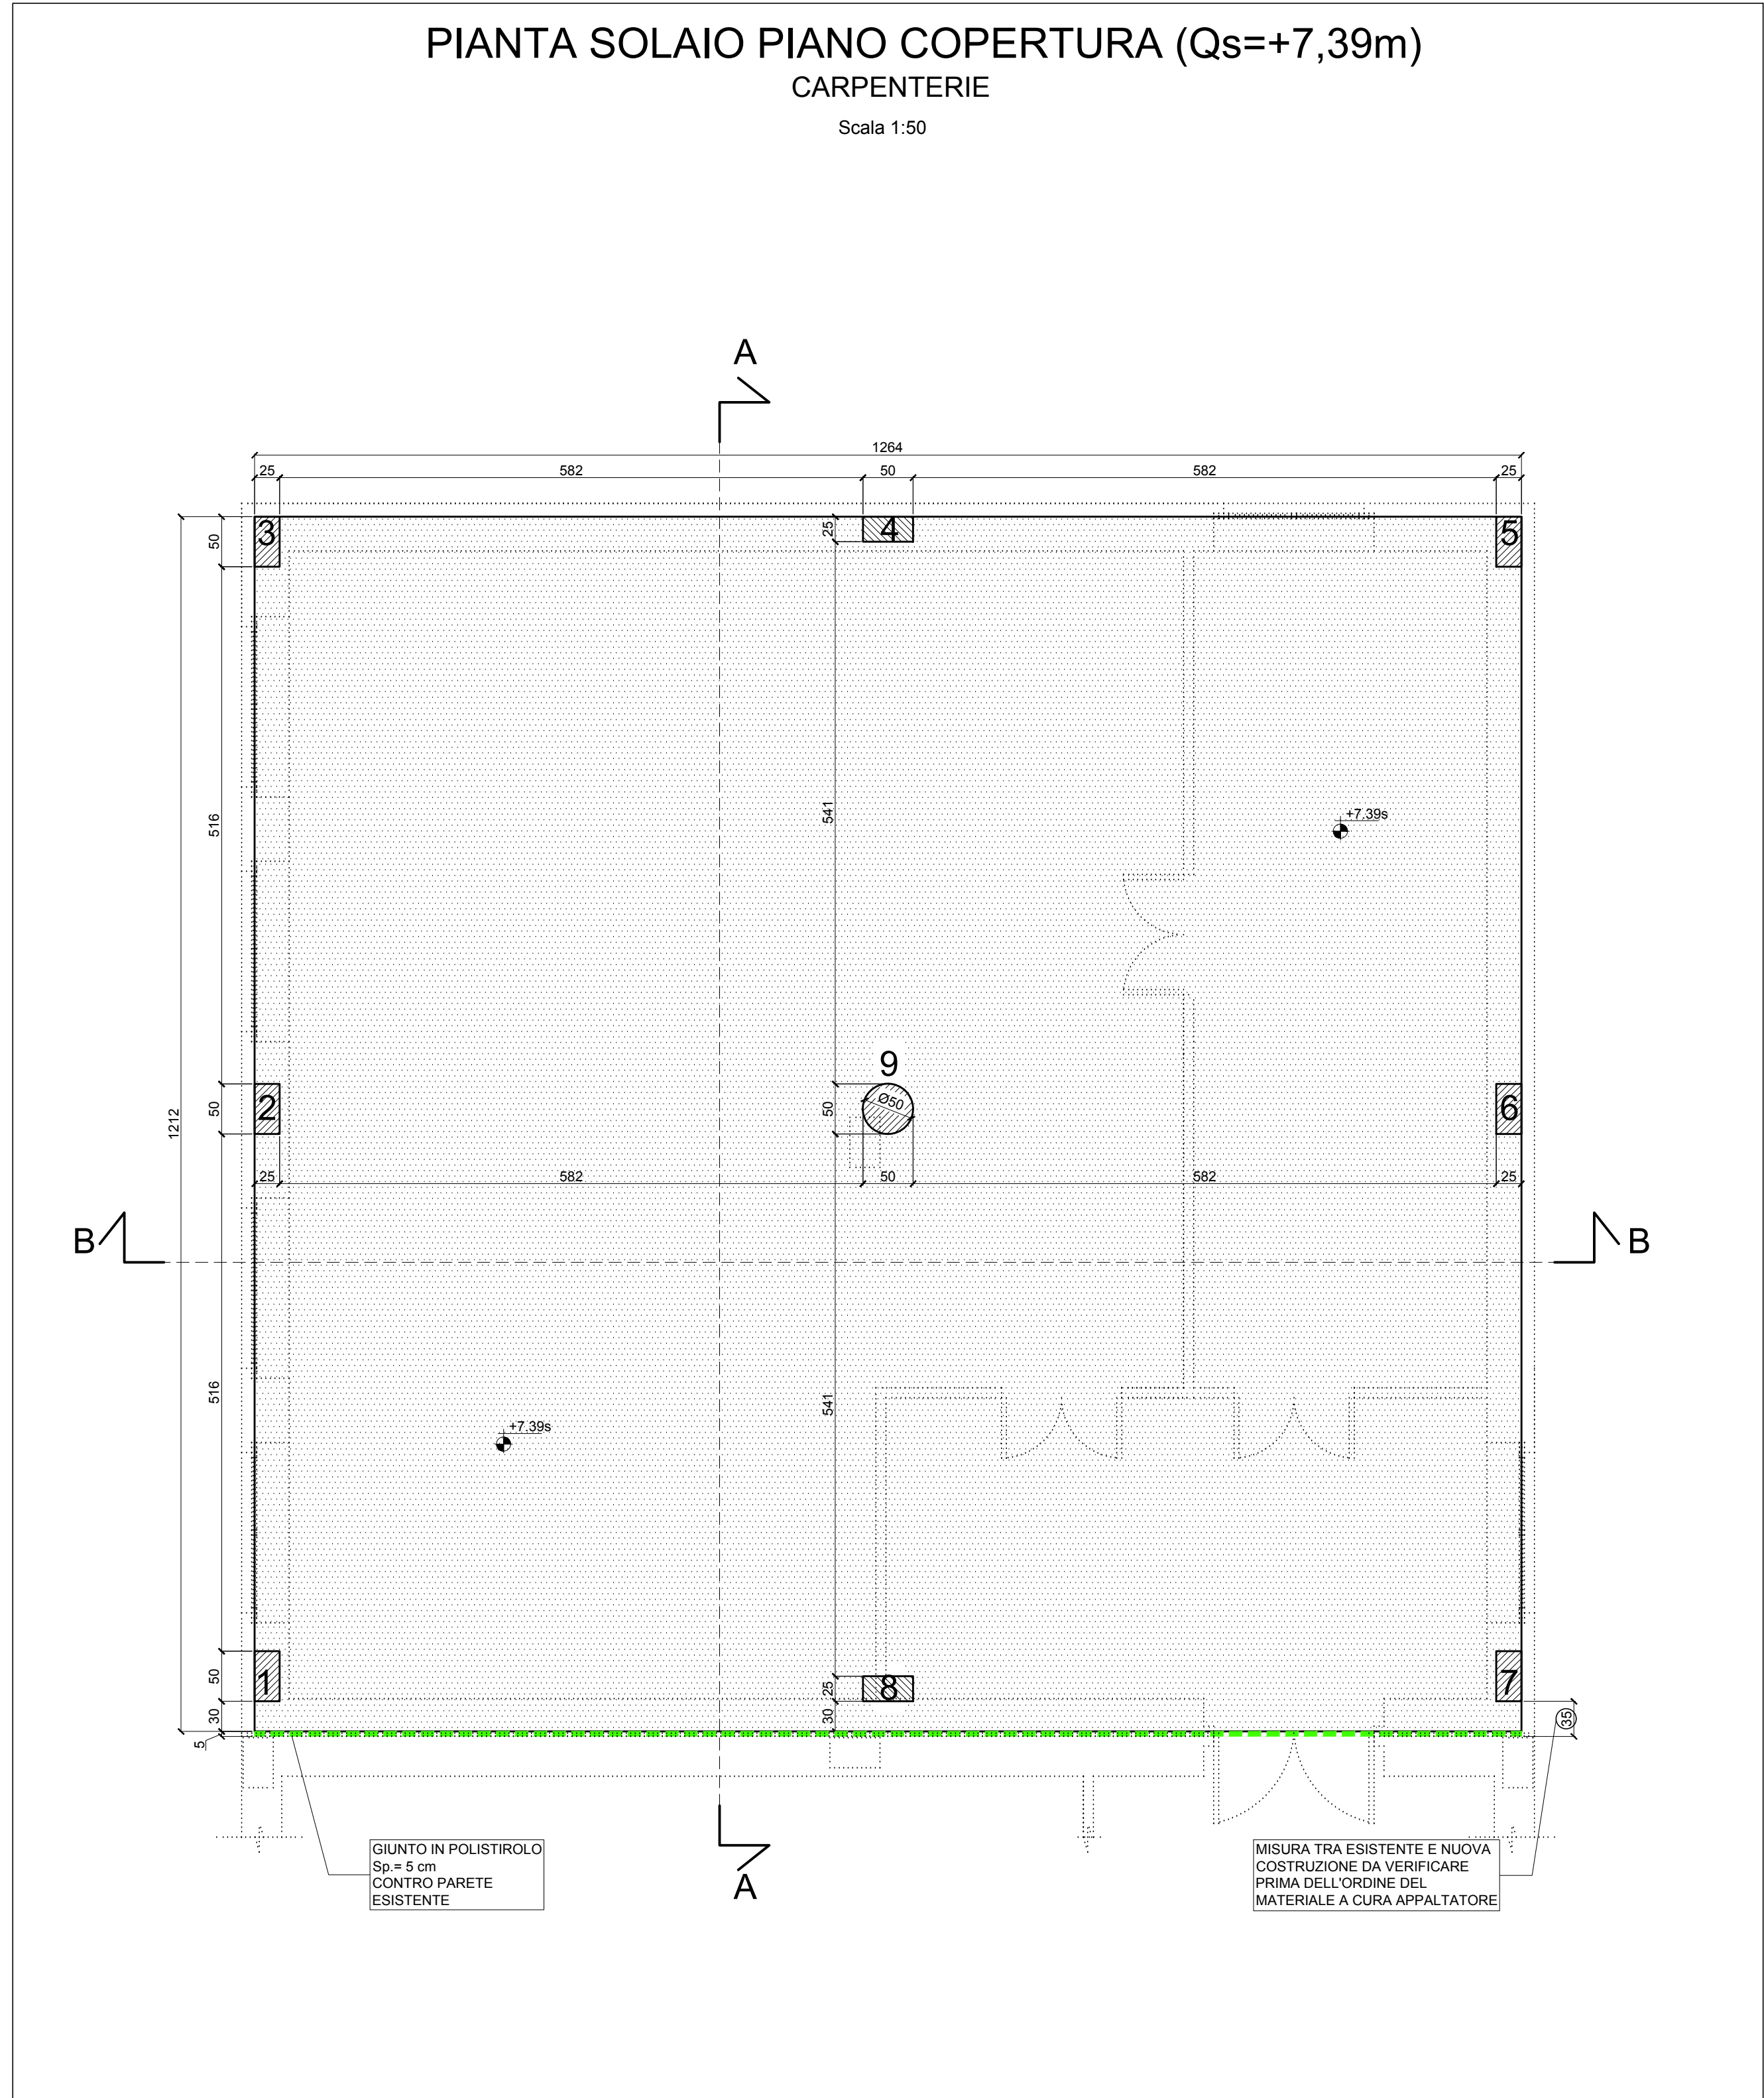 PIANTA SOLAIO PIANO COPERTURA (Qs=+7,39m)
CARPENTERIE
Scala 1:50
A
1264
25 582 50 582 25
3 4 5
50 25
516 541
+7.39s
9
Ø50
1212
50 2 50 6
25 582 50 582 25
B B
516 541
+7.39s
50 1 25 8 7
30 30 35
5
GIUNTO IN POLISTIROLO
Sp.= 5 cm
CONTRO PARETE
ESISTENTE
A
MISURA TRA ESISTENTE E NUOVA
COSTRUZIONE DA VERIFICARE
PRIMA DELL'ORDINE DEL
MATERIALE A CURA APPALTATORE